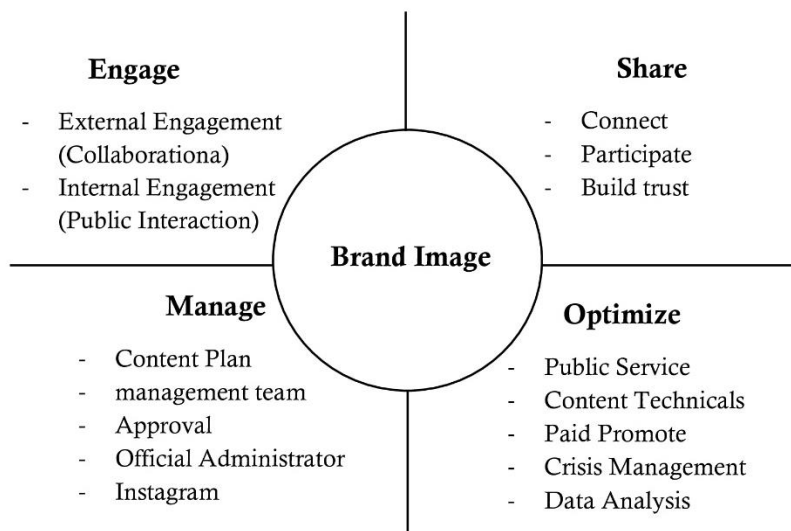 Engage
- External Engagement
(Collaborationa)
- Internal Engagement
(Public Interaction)
Share
- Connect
- Participate
- Build trust
Brand Image
Manage
- Content Plan
- management team
- Approval
- Official Administrator
- Instagram
Optimize
- Public Service
- Content Technicals
- Paid Promote
- Crisis Management
- Data Analysis